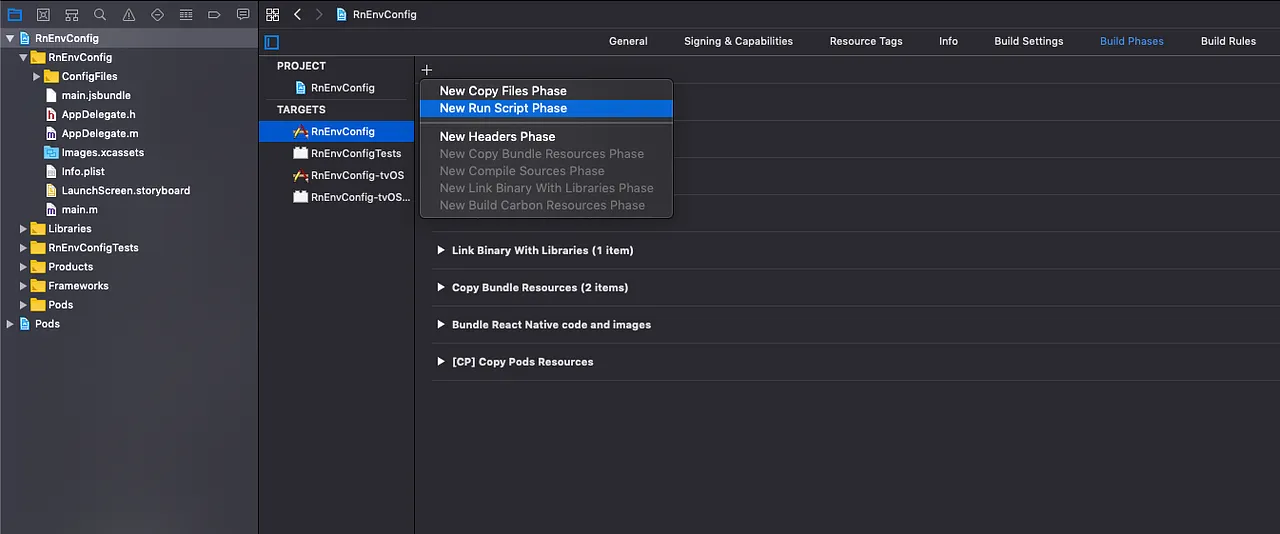 RnEnvConfig
General
Signing & Capabilities
Resource Tags
Info
Build Settings
Build Phases
Build Rules
RnEnvConfig
RnEnvConfig
ConfigFiles
main.jsbundle
AppDelegate.h
AppDelegate.m
Images.xcassets
Info.plist
LaunchScreen.storyboard
main.m
Libraries
RnEnvConfigTests
Products
Frameworks
Pods
Pods
PROJECT
RnEnvConfig
TARGETS
RnEnvConfig
RnEnvConfigTests
RnEnvConfig-tvOS
RnEnvConfig-tvOS...
New Copy Files Phase
New Run Script Phase
New Headers Phase
New Copy Bundle Resources Phase
New Compile Sources Phase
New Link Binary With Libraries Phase
New Build Carbon Resources Phase
Link Binary With Libraries (1 item)
Copy Bundle Resources (2 items)
Bundle React Native code and images
[CP] Copy Pods Resources